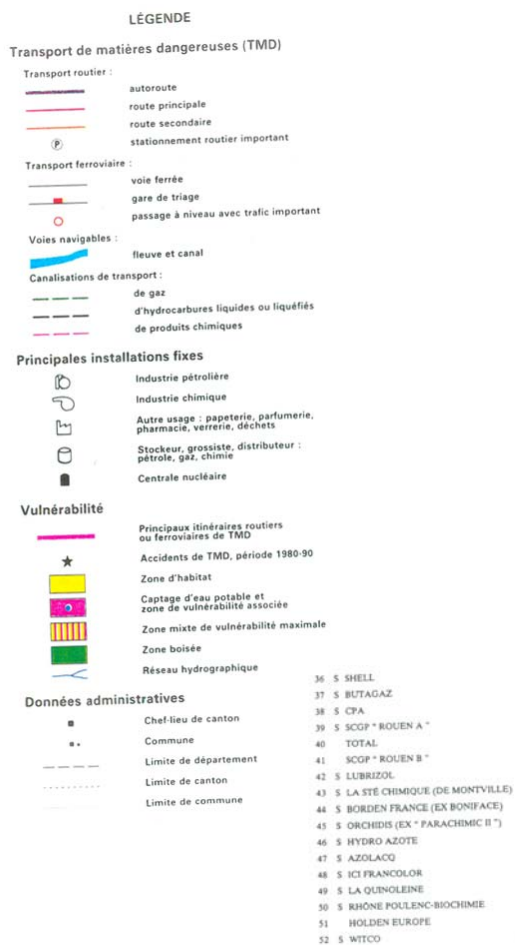 LÉGENDE
Transport de matières dangereuses (TMD)
Transport routier :
autoroute
route principale
route secondaire
P
stationnement routier important
Transport ferroviaire :
voie ferrée
gare de triage
passage à niveau avec trafic important
Voies navigables :
fleuve et canal
Canalisations de transport :
de gaz
d'hydrocarbures liquides ou liquéfiés
de produits chimiques
Principales installations fixes
Industrie pétrolière
Industrie chimique
Autre usage : papeterie, parfumerie,
pharmacie, verrerie, déchets
Stockeur, grossiste, distributeur :
pétrole, gaz, chimie
Centrale nucléaire
Vulnérabilité
Principaux itinéraires routiers
ou ferroviaires de TMD
Accidents de TMD, période 1980-90
Zone d'habitat
Captage d'eau potable et
zone de vulnérabilité associée
Zone mixte de vulnérabilité maximale
Zone boisée
Réseau hydrographique
Données administratives
Chef-lieu de canton
Commune
Limite de département
Limite de canton
Limite de commune
36 S SHELL
37 S BUTAGAZ
38 S CPA
39 S SCGP " ROUEN A "
40 TOTAL
41 SCGP " ROUEN B "
42 S LUBRIZOL
43 S LA STÉ CHIMIQUE (DE MONTVILLE)
44 S BORDEN FRANCE (EX BONIFACE)
45 S ORCHIDIS (EX " PARACHIMIC II ")
46 S HYDRO AZOTE
47 S AZOLACQ
48 S ICI FRANCOLOR
49 S LA QUINOLEINE
50 S RHÔNE POULENC-BIOCHIMIE
51 HOLDEN EUROPE
52 S WITCO